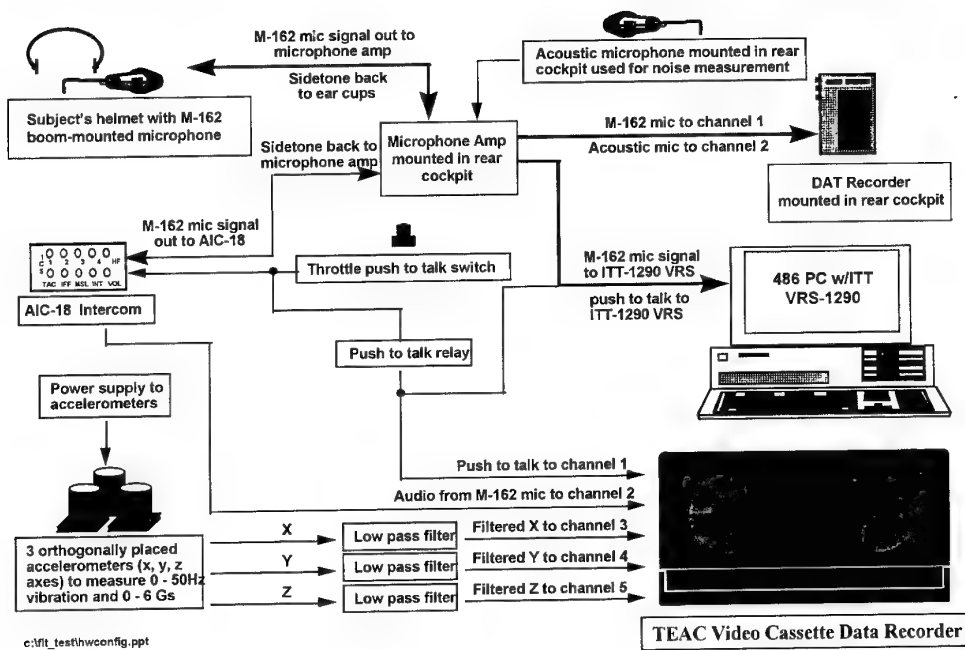 M-162 mic signal out to
microphone amp
Sidetone back
to ear cups
Acoustic microphone mounted in rear
cockpit used for noise measurement
Subject's helmet with M-162
boom-mounted microphone
Sidetone back to
microphone amp
Microphone Amp
mounted in rear
cockpit
M-162 mic to channel 1
Acoustic mic to channel 2
DAT Recorder
mounted in rear cockpit
M-162 mic signal
out to AIC-18
I C S
1 2 3 4 HF
TAC IFF MSL INT VOL
AIC-18 Intercom
Throttle push to talk switch
M-162 mic signal
to ITT-1290 VRS
push to talk to
ITT-1290 VRS
486 PC w/ITT
VRS-1290
Push to talk relay
Power supply to
accelerometers
Push to talk to channel 1
Audio from M-162 mic to channel 2
3 orthogonally placed
accelerometers (x, y, z
axes) to measure 0 - 50Hz
vibration and 0 - 6 Gs
X
Low pass filter
Filtered X to channel 3
Y
Low pass filter
Filtered Y to channel 4
Z
Low pass filter
Filtered Z to channel 5
TEAC Video Cassette Data Recorder
c:\flt_test\hwconfig.ppt